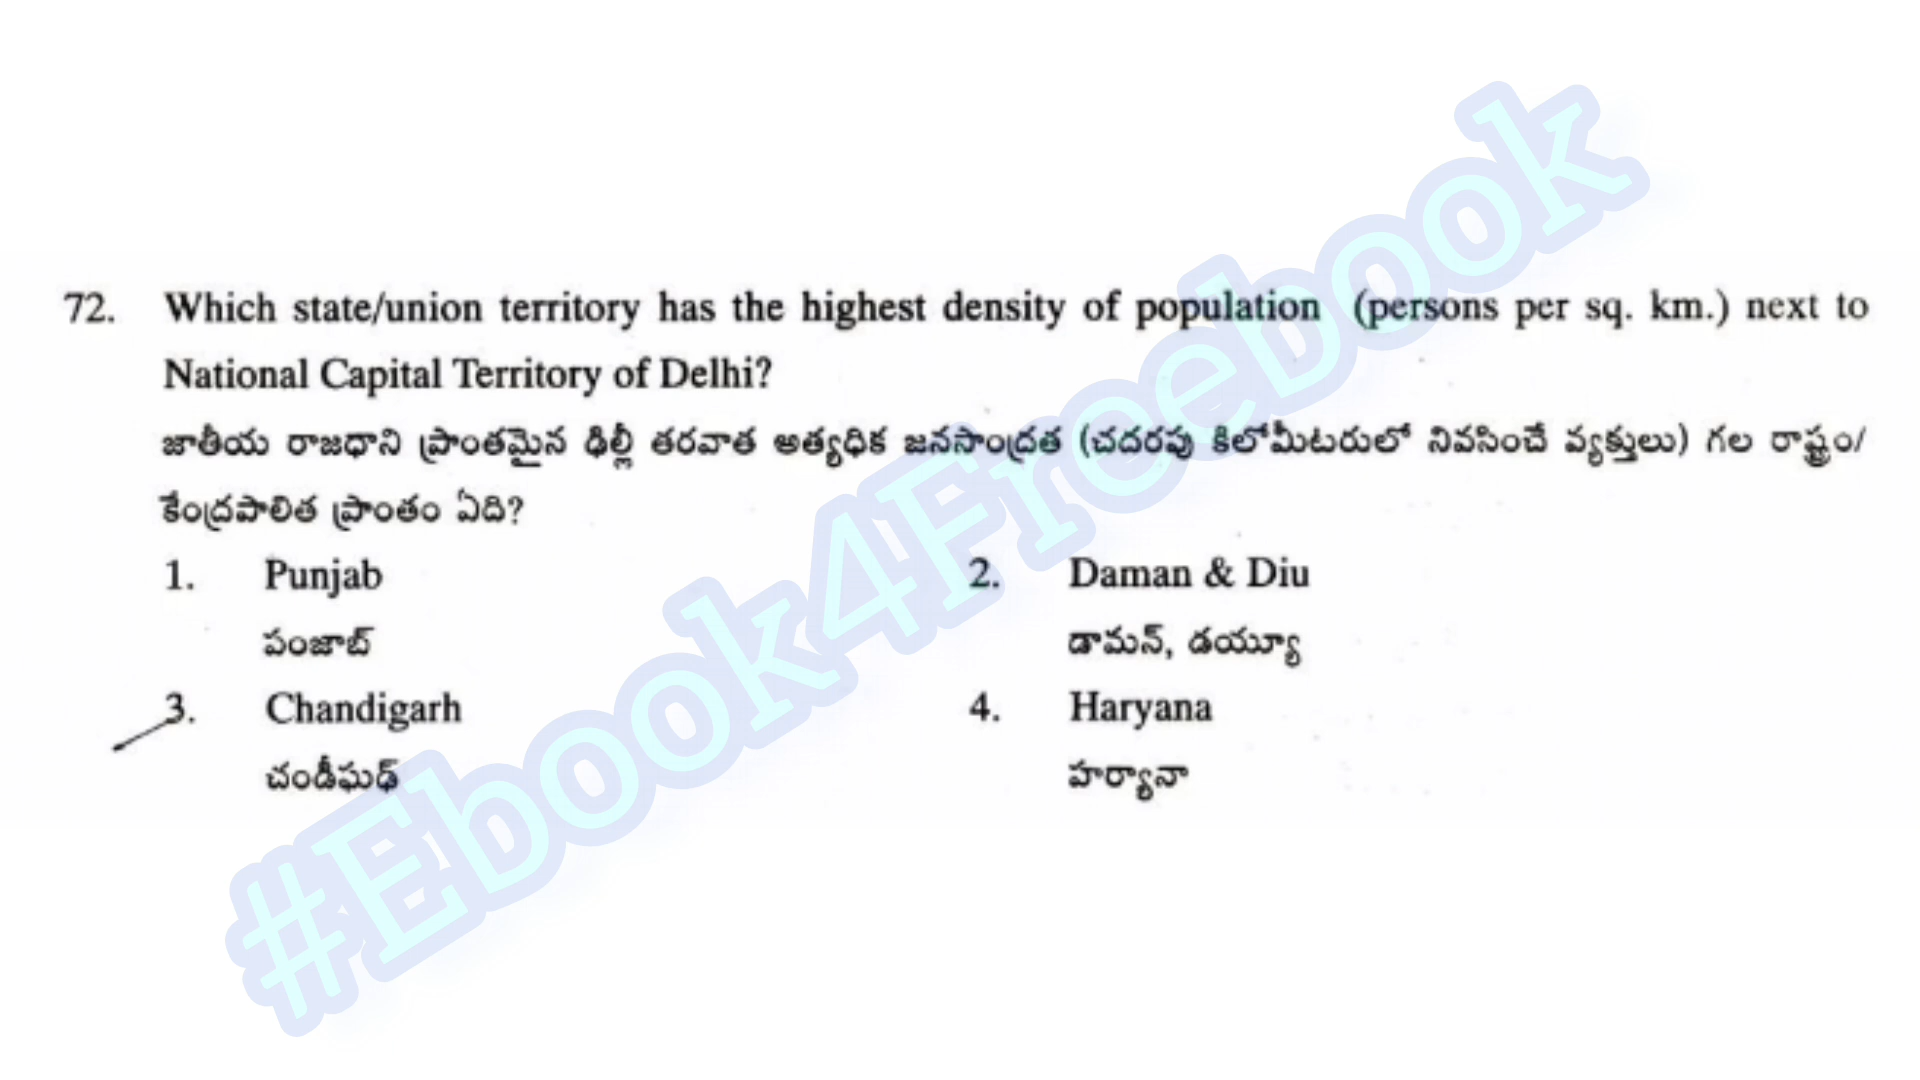 72. Which state/union territory has the highest density of population (persons per sq. km.) next to
National Capital Territory of Delhi?
జాతీయ రాజధాని ప్రాంతమైన ఢిల్లీ తరవాత అత్యధిక జనసాంద్రత (చదరపు కిలోమీటరులో నివసించే వ్యక్తులు) గల రాష్ట్రం/
కేంద్రపాలిత ప్రాంతం ఏది?
1. Punjab 2. Daman & Diu
పంజాబ్ డామన్, డయ్యూ
3. Chandigarh 4. Haryana
చండీఘఢ్ హర్యానా
#Ebook4Freebook